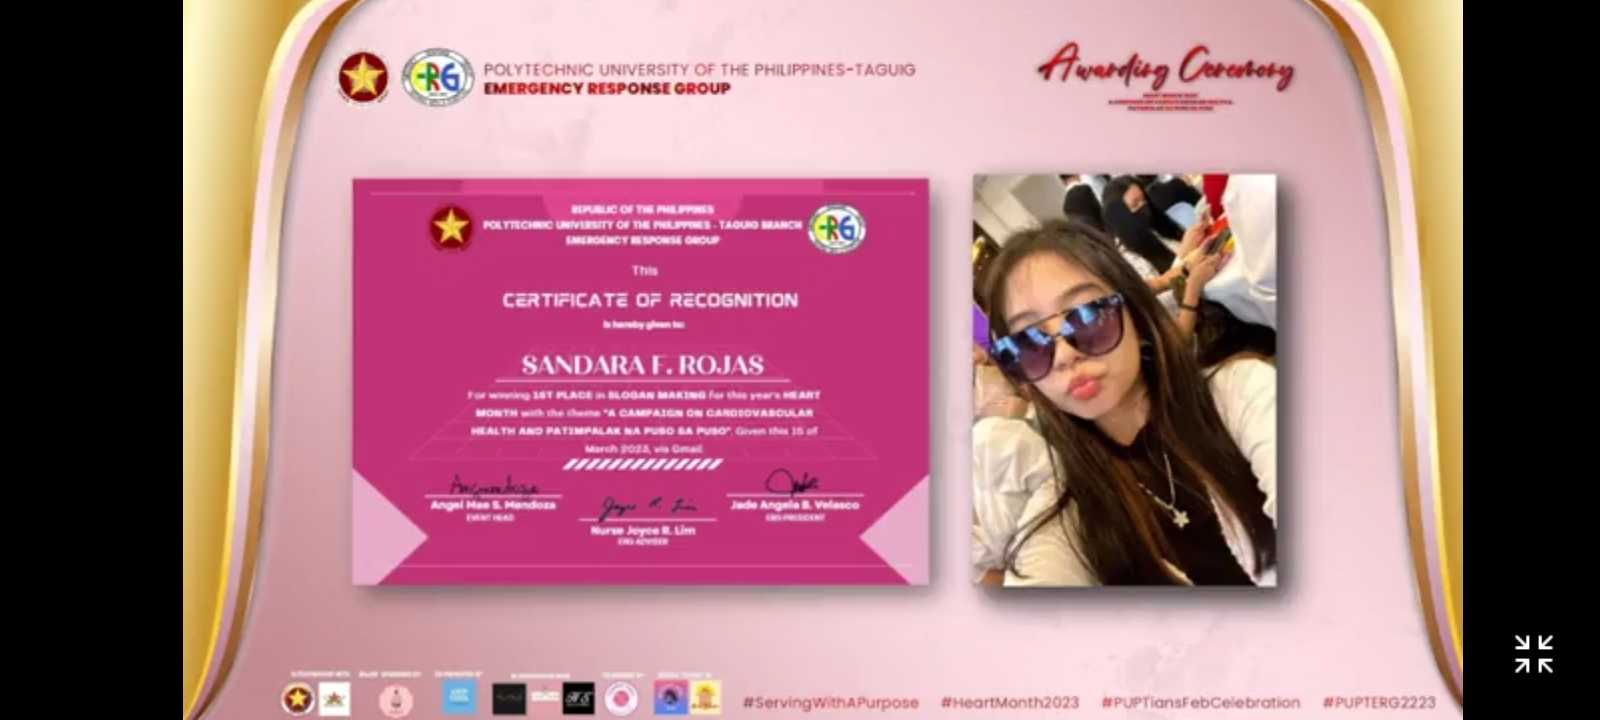 POLYTECHNIC UNIVERSITY OF THE PHILIPPINES-TAGUIG
EMERGENCY RESPONSE GROUP
Awarding Ceremony
REPUBLIC OF THE PHILIPPINES
POLYTECHNIC UNIVERSITY OF THE PHILIPPINES - TAGUIG BRANCH
EMERGENCY RESPONSE GROUP
This
CERTIFICATE OF RECOGNITION
is hereby given to:
SANDARA F. ROJAS
For winning 1ST PLACE in SLOGAN MAKING for this year's HEART
MONTH with the theme "A CAMPAIGN ON CARDIOVASCULAR
HEALTH AND PATIMPALAK NA PUSO SA PUSO". Given this 15 of
March 2023, via Gmail.
Angel Mae S. Mendoza
EVENT HEAD
Nurse Joyce R. Lim
ERG ADVISER
Jade Angela B. Velasco
ERG PRESIDENT
#ServingWithAPurpose #HeartMonth2023 #PUPTiansFebCelebration #PUPTERG2223